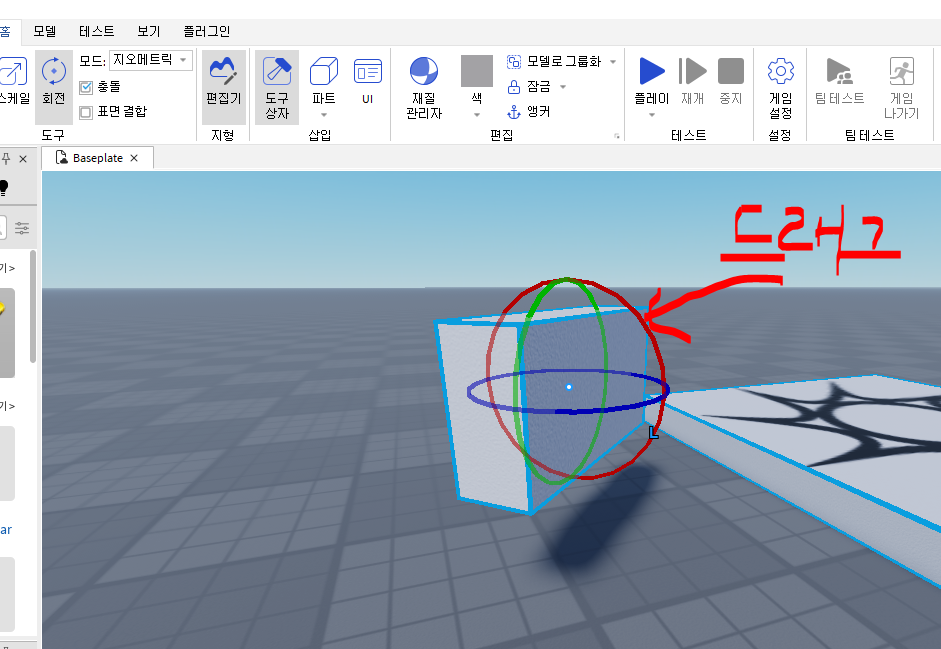 홈 모델 테스트 보기 플러그인
스케일 회전 모드: 지오메트릭
충돌
표면 결합
편집기 도구 상자 파트 UI
재질 관리자 색 모델로 그룹화
잠금
앵커
플레이 재개 중지 게임 설정 팀 테스트 게임 나가기
도구 지형 삽입 편집 테스트 설정 팀 테스트
Baseplate
드래그
기>
기>
ar
L